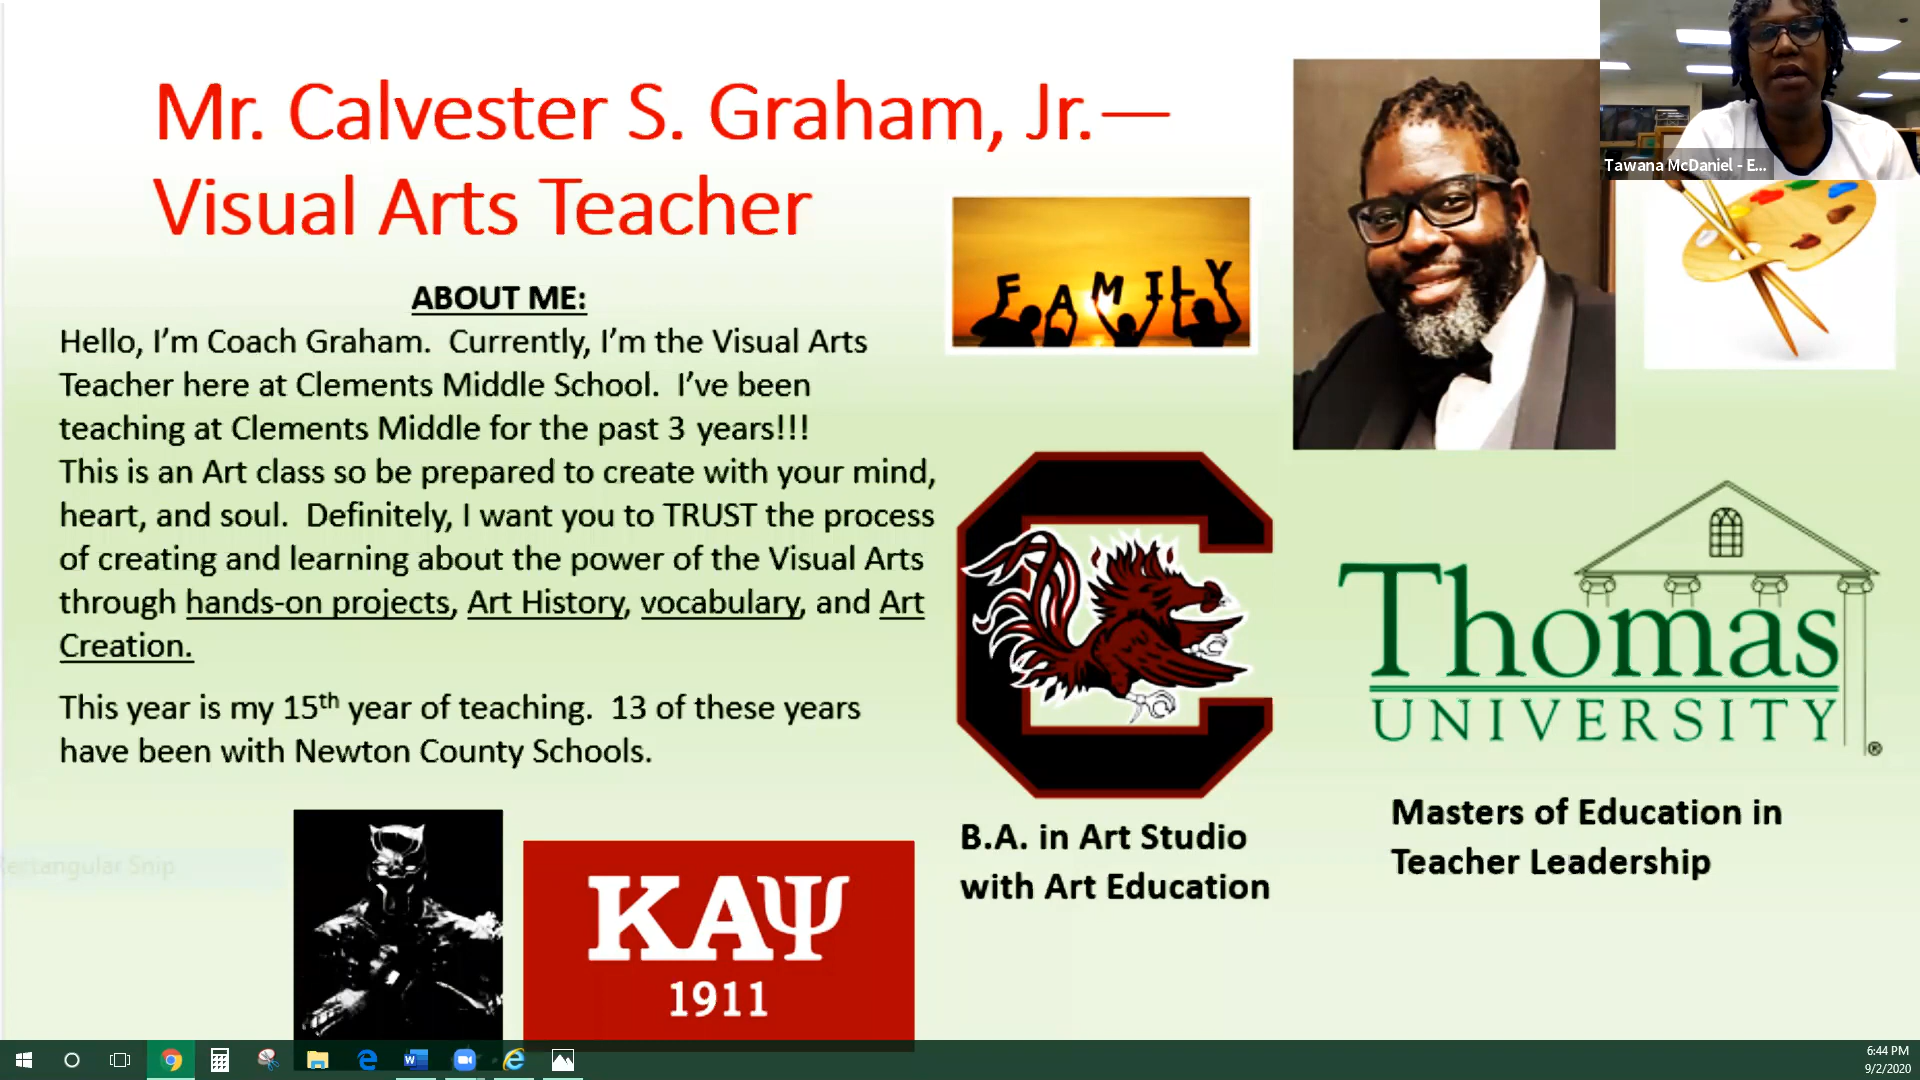 Mr. Calvester S. Graham, Jr.—
Visual Arts Teacher
Tawana McDaniel - E...
FAMILY
ABOUT ME:
Hello, I'm Coach Graham.  Currently, I'm the Visual Arts
Teacher here at Clements Middle School.  I've been
teaching at Clements Middle for the past 3 years!!!
This is an Art class so be prepared to create with your mind,
heart, and soul.  Definitely, I want you to TRUST the process
of creating and learning about the power of the Visual Arts
through hands-on projects, Art History, vocabulary, and Art
Creation.
This year is my 15th year of teaching.  13 of these years
have been with Newton County Schools.
Thomas
UNIVERSITY
®
B.A. in Art Studio
with Art Education
Masters of Education in
Teacher Leadership
Rectangular Snip
ΚΑΨ
1911
6:44 PM
9/2/2020